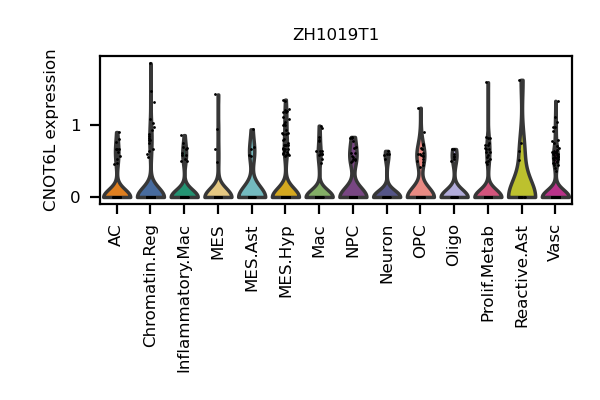 ZH1019T1
CNOT6L expression
1
0
AC
Chromatin.Reg
Inflammatory.Mac
MES
MES.Ast
MES.Hyp
Mac
NPC
Neuron
OPC
Oligo
Prolif.Metab
Reactive.Ast
Vasc